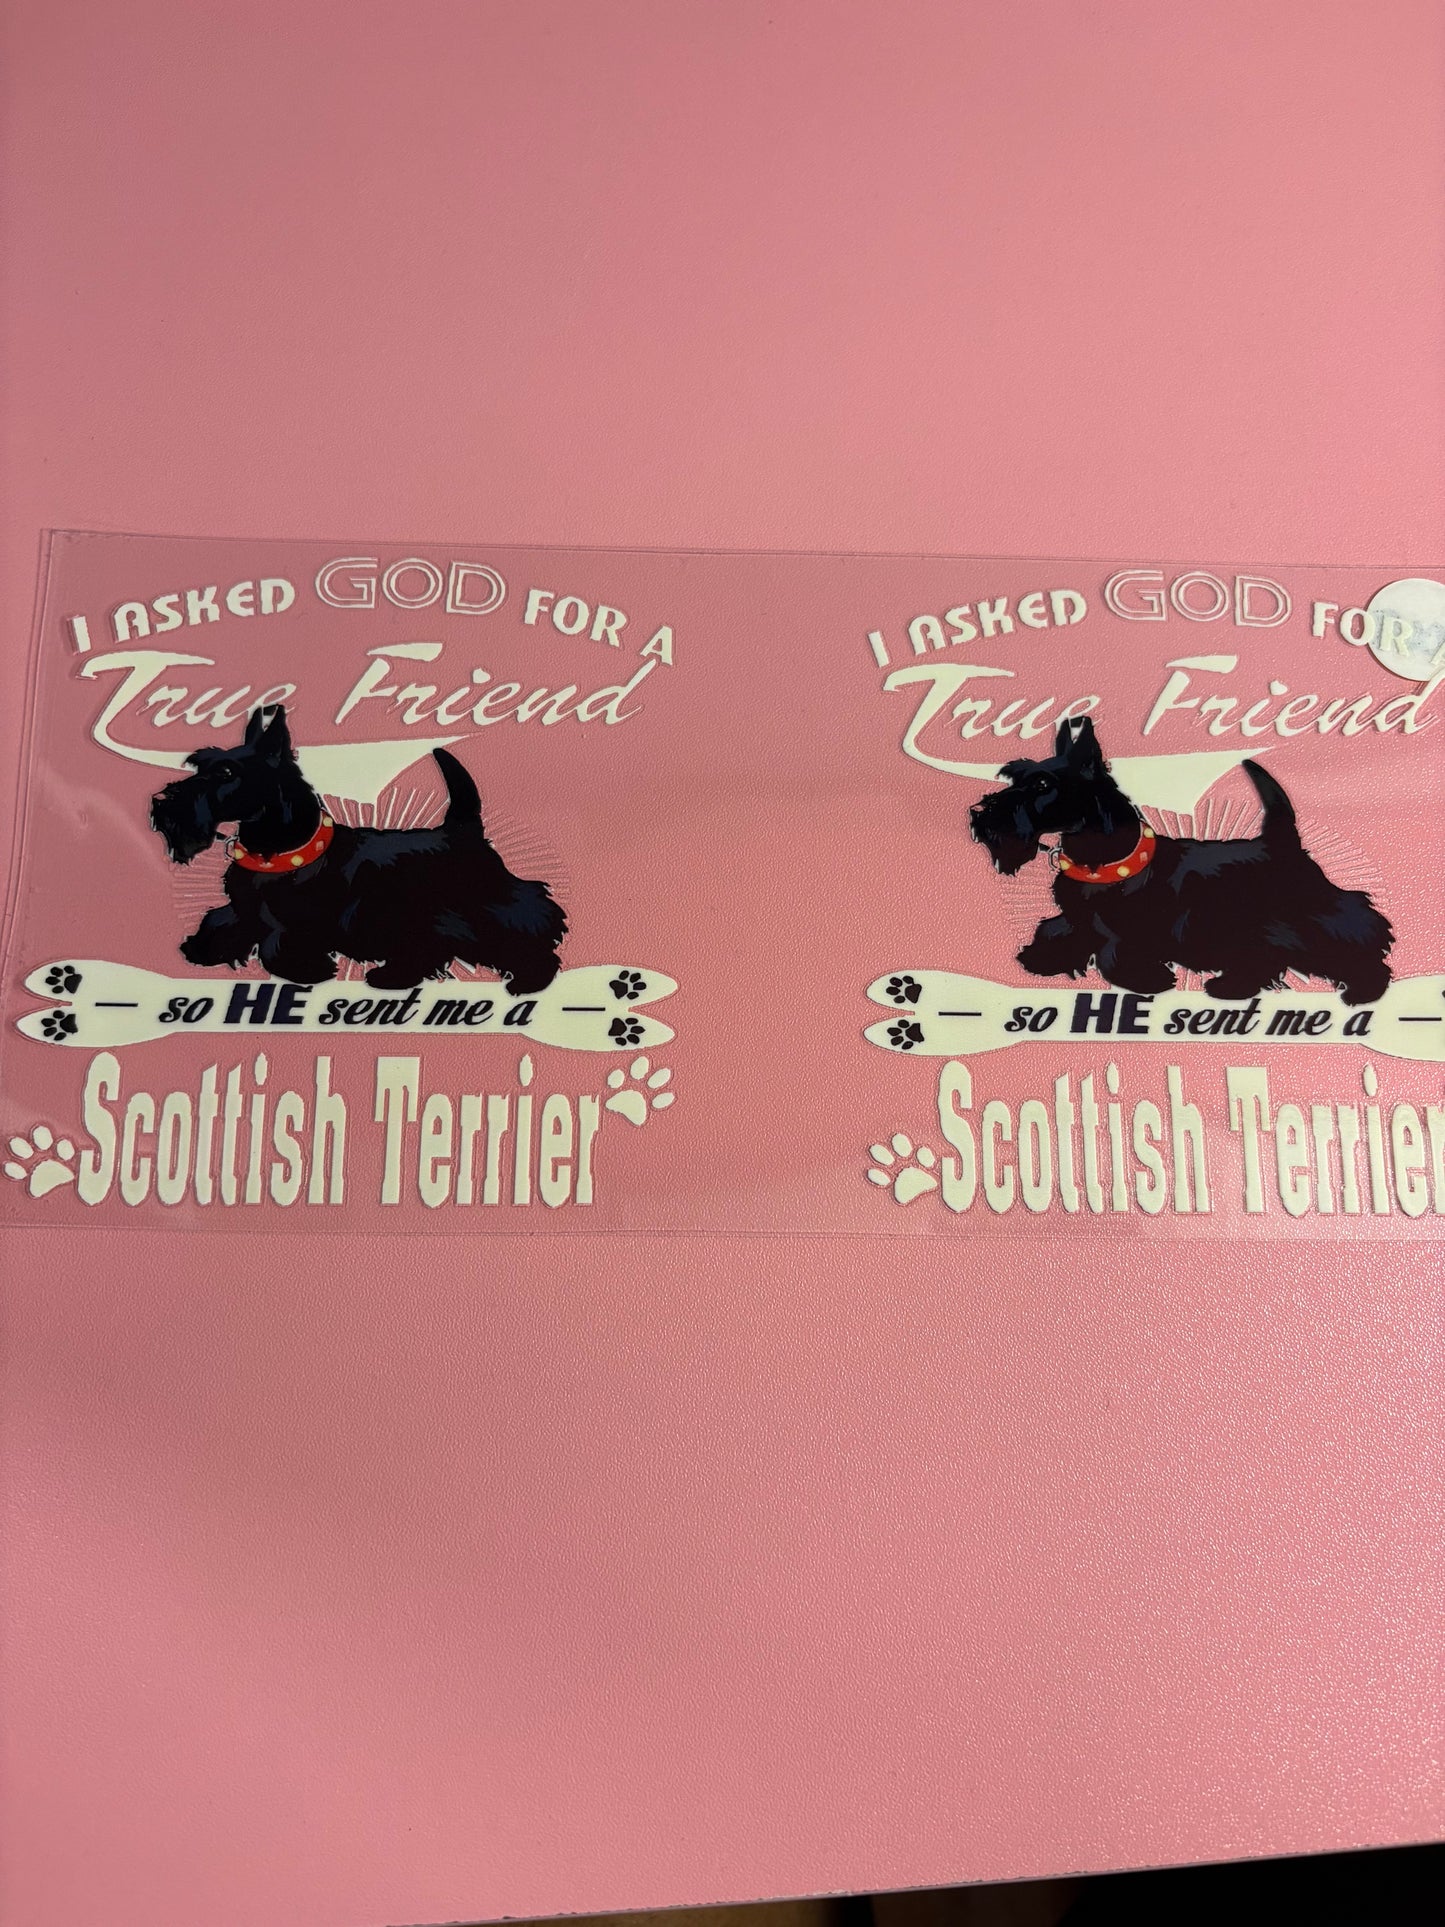 I ASKED GOD FOR A
True Friend
— so HE sent me a —
Scottish Terrier
I ASKED GOD FOR A
True Friend
— so HE sent me a —
Scottish Terrier